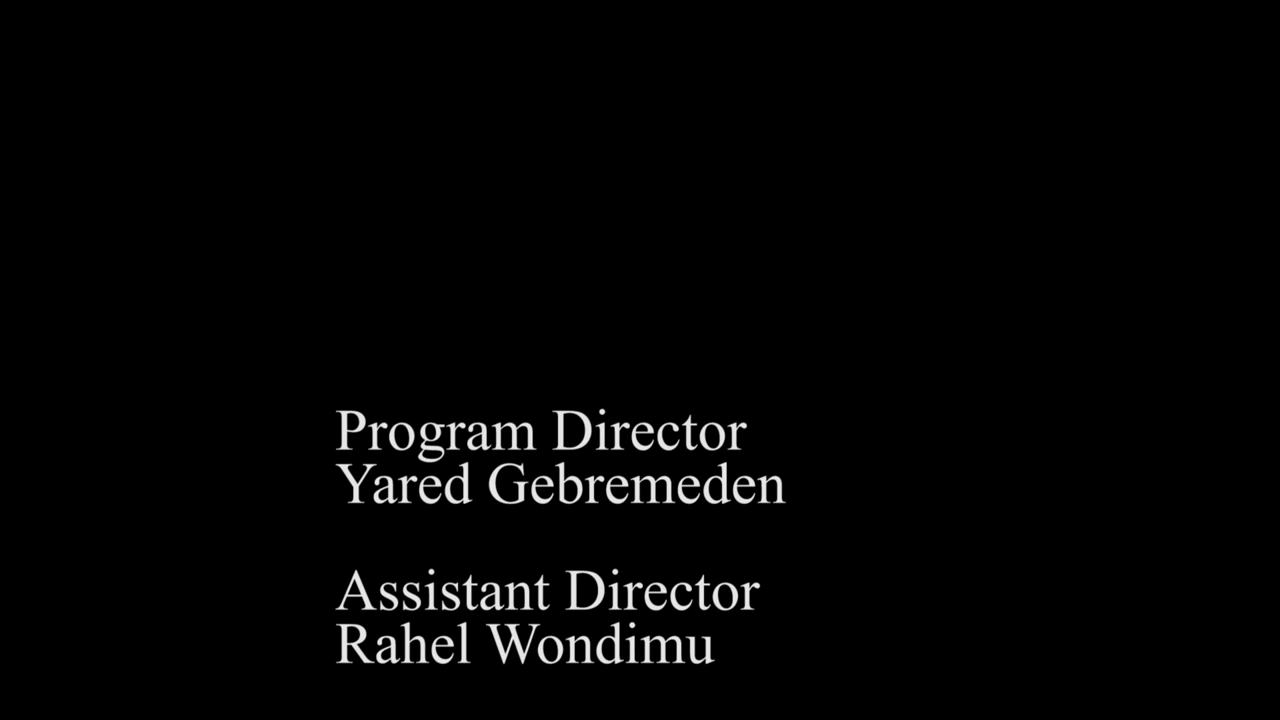 Program Director
Yared Gebremeden
Assistant Director
Rahel Wondimu